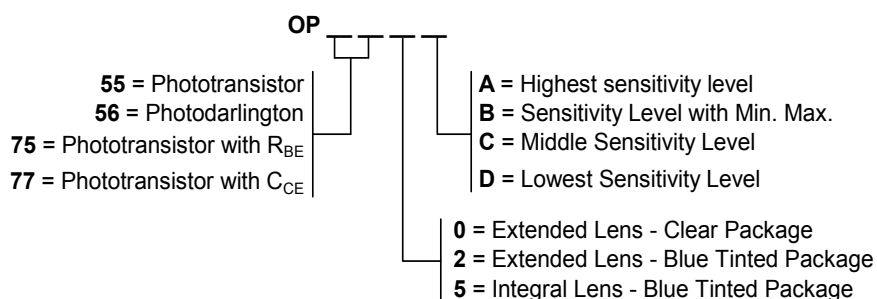 OP
55 = Phototransistor
56 = Photodarlington
75 = Phototransistor with RBE
77 = Phototransistor with CCE
A = Highest sensitivity level
B = Sensitivity Level with Min. Max.
C = Middle Sensitivity Level
D = Lowest Sensitivity Level
0 = Extended Lens - Clear Package
2 = Extended Lens - Blue Tinted Package
5 = Integral Lens - Blue Tinted Package